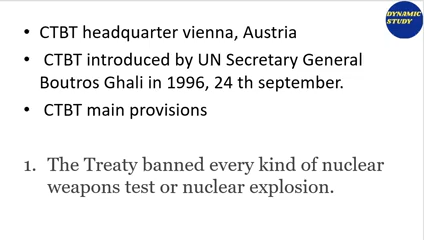 DYNAMIC
STUDY
• CTBT headquarter vienna, Austria
• CTBT introduced by UN Secretary General
Boutros Ghali in 1996, 24 th september.
• CTBT main provisions
1. The Treaty banned every kind of nuclear
weapons test or nuclear explosion.